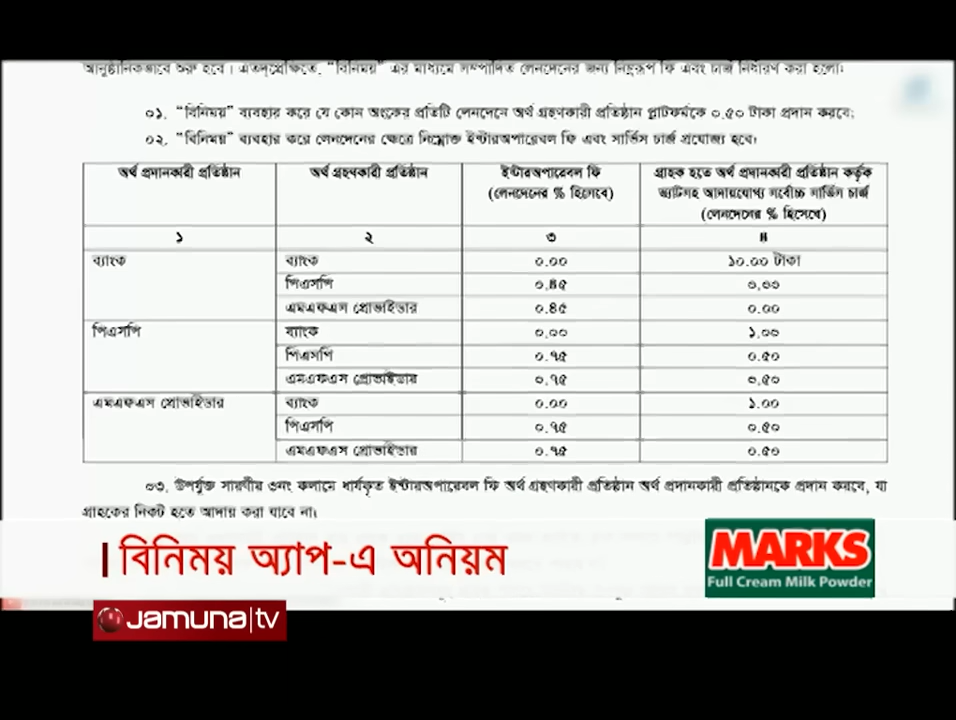 আনুষ্ঠানিকভাবে শুরু হবে। এতদ্প্রেক্ষিতে, “বিনিময়” এর মাধ্যমে সম্পাদিত লেনদেনের জন্য নিম্নরূপ ফি এবং চার্জ নির্ধারণ করা হলো:
০১. “বিনিময়” ব্যবহার করে যে কোন অংকের প্রতিটি লেনদেনে অর্থ গ্রহণকারী প্রতিষ্ঠান প্লাটফর্মকে ০.৫০ টাকা প্রদান করবে;
০২. “বিনিময়” ব্যবহার করে লেনদেনের ক্ষেত্রে নিম্নোক্ত ইন্টারঅপারেবল ফি এবং সার্ভিস চার্জ প্রযোজ্য হবে।
অর্থ প্রদানকারী প্রতিষ্ঠান অর্থ গ্রহণকারী প্রতিষ্ঠান ইন্টারঅপারেবল ফি গ্রাহক হতে অর্থ প্রদানকারী প্রতিষ্ঠান কর্তৃক
(লেনদেনের % হিসেবে) ভ্যাটসহ আদায়যোগ্য সর্বোচ্চ সার্ভিস চার্জ
(লেনদেনের % হিসেবে)
১ ২ ৩ ৪
ব্যাংক ব্যাংক ০.০০ ১০.০০ টাকা
পিএসপি ০.৪৫ ০.০০
এমএফএস প্রোভাইডার ০.৪৫ ০.০০
পিএসপি ব্যাংক ০.০০ ১.০০
পিএসপি ০.৭৫ ০.৫০
এমএফএস প্রোভাইডার ০.৭৫ ০.৫০
এমএফএস প্রোভাইডার ব্যাংক ০.০০ ১.০০
পিএসপি ০.৭৫ ০.৫০
এমএফএস প্রোভাইডার ০.৭৫ ০.৫০
০৩. উপর্যুক্ত সারণীর ৩নং কলামে ধার্যকৃত ইন্টারঅপারেবল ফি অর্থ গ্রহণকারী প্রতিষ্ঠান অর্থ প্রদানকারী প্রতিষ্ঠানকে প্রদান করবে, যা
গ্রাহকের নিকট হতে আদায় করা যাবে না।
বিনিময় অ্যাপ-এ অনিয়ম
MARKS
Full Cream Milk Powder
Jamuna|tv